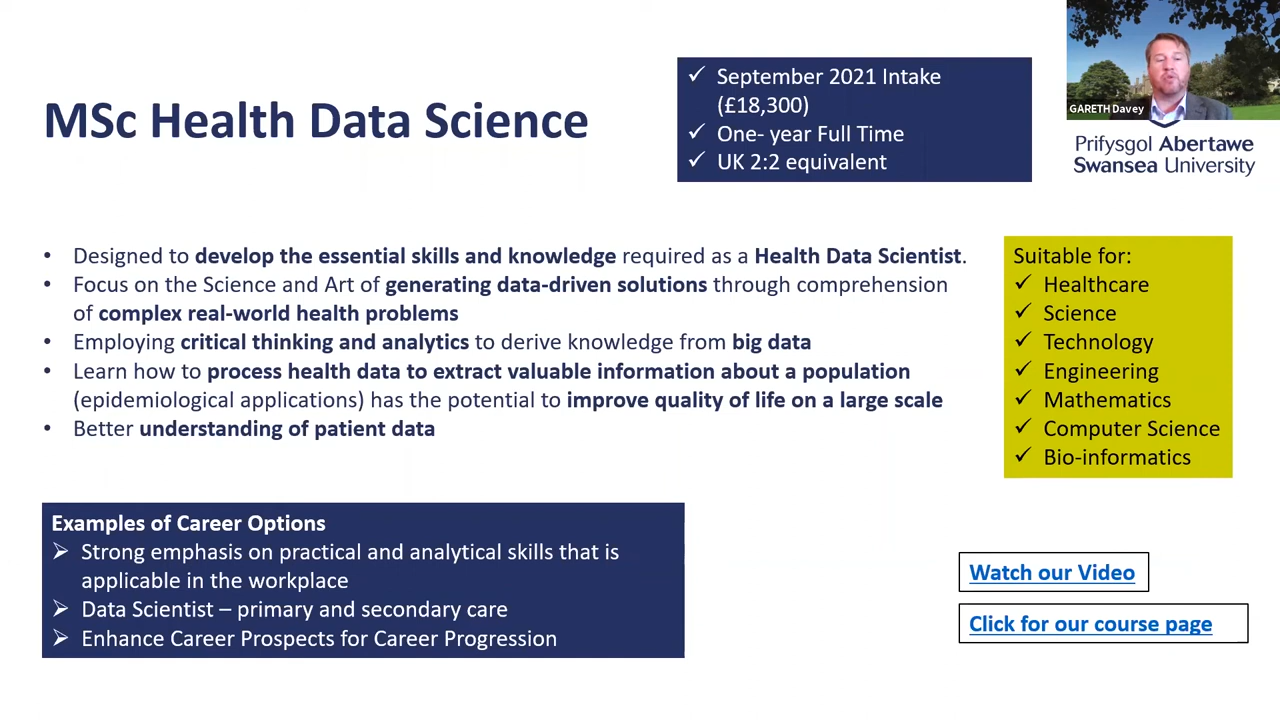 MSc Health Data Science
✓ September 2021 Intake
(£18,300)
✓ One- year Full Time
✓ UK 2:2 equivalent
GARETH Davey
Prifysgol Abertawe
Swansea University
• Designed to develop the essential skills and knowledge required as a Health Data Scientist.
• Focus on the Science and Art of generating data-driven solutions through comprehension
of complex real-world health problems
• Employing critical thinking and analytics to derive knowledge from big data
• Learn how to process health data to extract valuable information about a population
(epidemiological applications) has the potential to improve quality of life on a large scale
• Better understanding of patient data
Suitable for:
✓ Healthcare
✓ Science
✓ Technology
✓ Engineering
✓ Mathematics
✓ Computer Science
✓ Bio-informatics
Examples of Career Options
➢ Strong emphasis on practical and analytical skills that is
applicable in the workplace
➢ Data Scientist – primary and secondary care
➢ Enhance Career Prospects for Career Progression
Watch our Video
Click for our course page